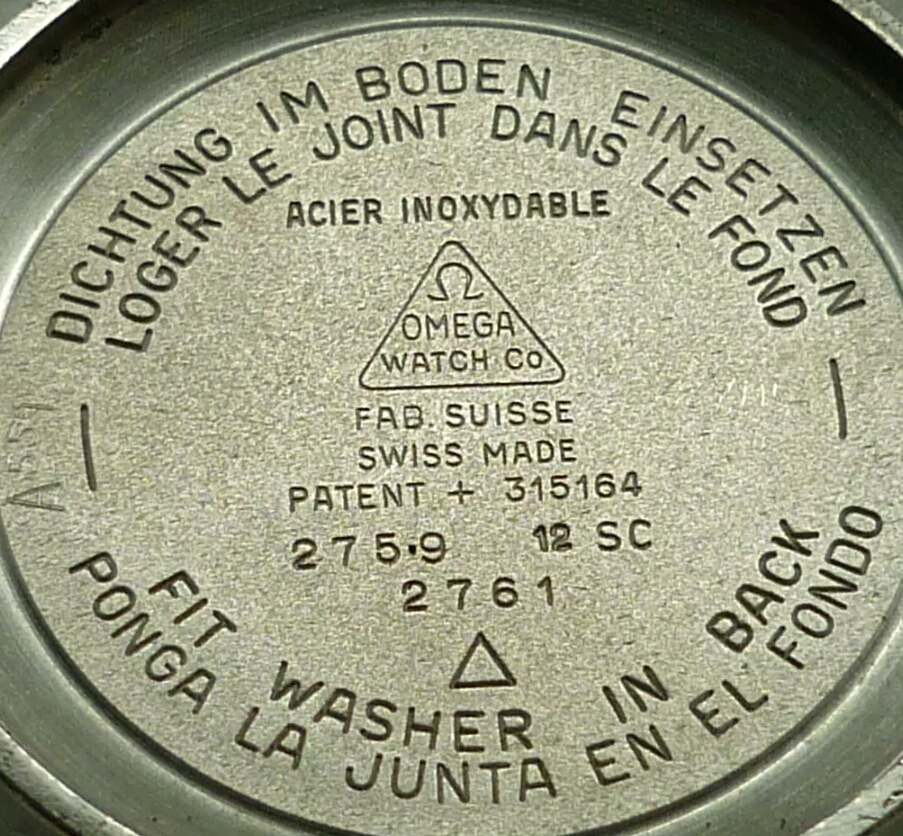 DICHTUNG IM BODEN EINSETZEN
LOGER LE JOINT DANS LE FOND
ACIER INOXYDABLE
Ω
OMEGA
WATCH Co
FAB. SUISSE
SWISS MADE
PATENT + 315164
275.9 12 SC
2761
FIT WASHER IN BACK
PONGA LA JUNTA EN EL FONDO